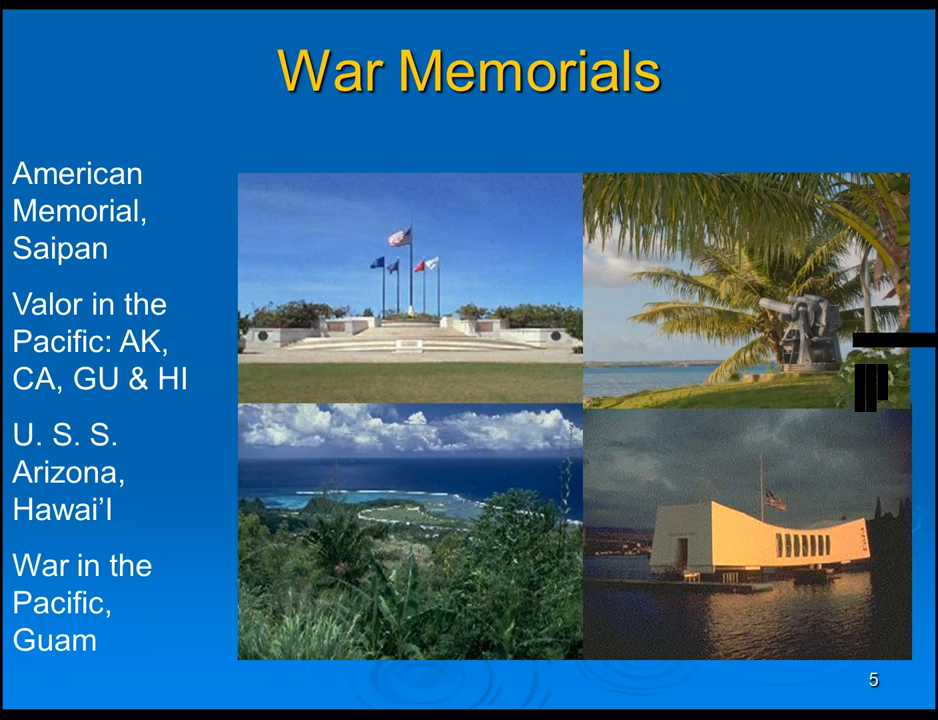 War Memorials
American
Memorial,
Saipan
Valor in the
Pacific: AK,
CA, GU & HI
U. S. S.
Arizona,
Hawai’I
War in the
Pacific,
Guam
5